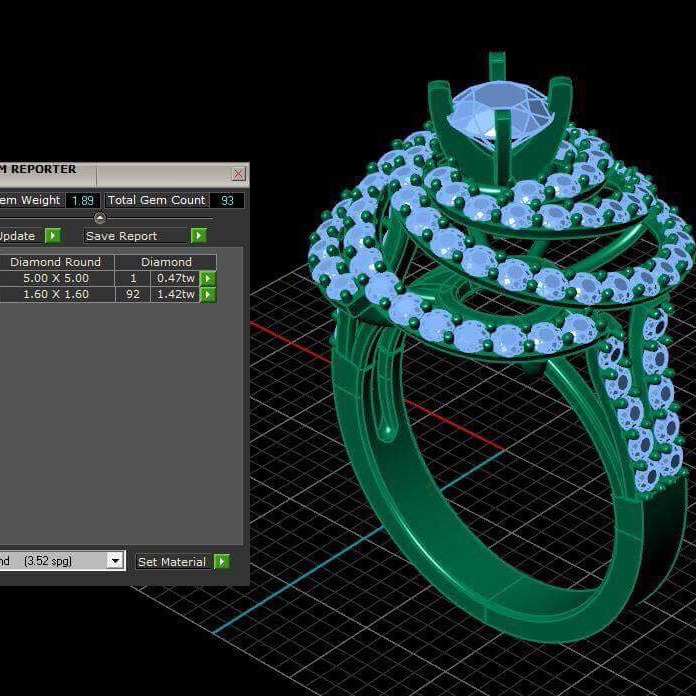 M REPORTER
em Weight 1.89 Total Gem Count 93
Update Save Report
Diamond Round Diamond
5.00 X 5.00 1 0.47tw
1.60 X 1.60 92 1.42tw
nd (3.52 spg) Set Material